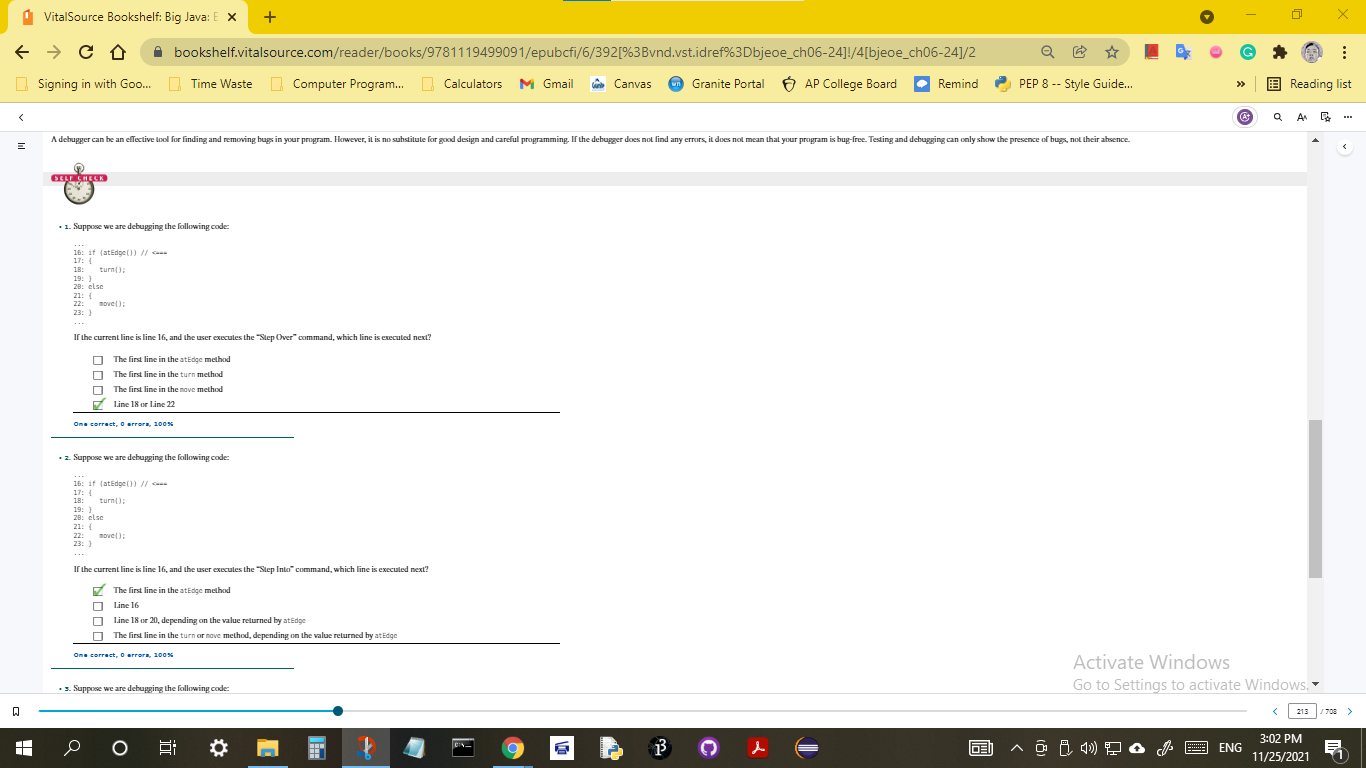 VitalSource Bookshelf: Big Java: E
bookshelf.vitalsource.com/reader/books/9781119499091/epubcfi/6/392[%3Bvnd.vst.idref%3Dbjeoe_ch06-24]!/4[bjeoe_ch06-24]/2
Signing in with Goo... Time Waste Computer Program... Calculators Gmail Canvas Granite Portal AP College Board Remind PEP 8 -- Style Guide... » Reading list
A debugger can be an effective tool for finding and removing bugs in your program. However, it is no substitute for good design and careful programming. If the debugger does not find any errors, it does not mean that your program is bug-free. Testing and debugging can only show the presence of bugs, not their absence.
SELF CHECK
• 1. Suppose we are debugging the following code:
...
16: if (atEdge()) // <===
17: {
18: turn();
19: }
20: else
21: {
22: move();
23: }
...
If the current line is line 16, and the user executes the “Step Over” command, which line is executed next?
The first line in the atEdge method
The first line in the turn method
The first line in the move method
Line 18 or Line 22
One correct, 0 errors, 100%
• 2. Suppose we are debugging the following code:
...
16: if (atEdge()) // <===
17: {
18: turn();
19: }
20: else
21: {
22: move();
23: }
...
If the current line is line 16, and the user executes the “Step Into” command, which line is executed next?
The first line in the atEdge method
Line 16
Line 18 or 20, depending on the value returned by atEdge
The first line in the turn or move method, depending on the value returned by atEdge
One correct, 0 errors, 100%
• 3. Suppose we are debugging the following code:
Activate Windows
Go to Settings to activate Windows.
213 / 708
ENG
3:02 PM
11/25/2021
1